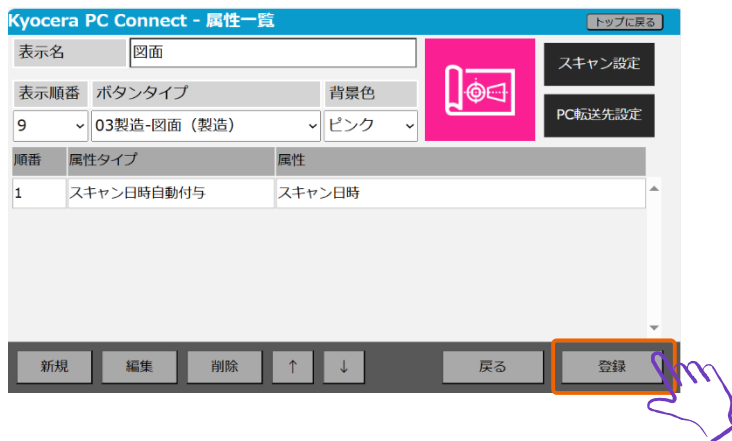 Kyocera PC Connect - 属性一覧
トップに戻る
表示名 図面
スキャン設定
表示順番 ボタンタイプ 背景色
9 03製造-図面（製造） ピンク
PC転送先設定
順番 属性タイプ 属性
1 スキャン日時自動付与 スキャン日時
新規 編集 削除 ↑ ↓ 戻る 登録